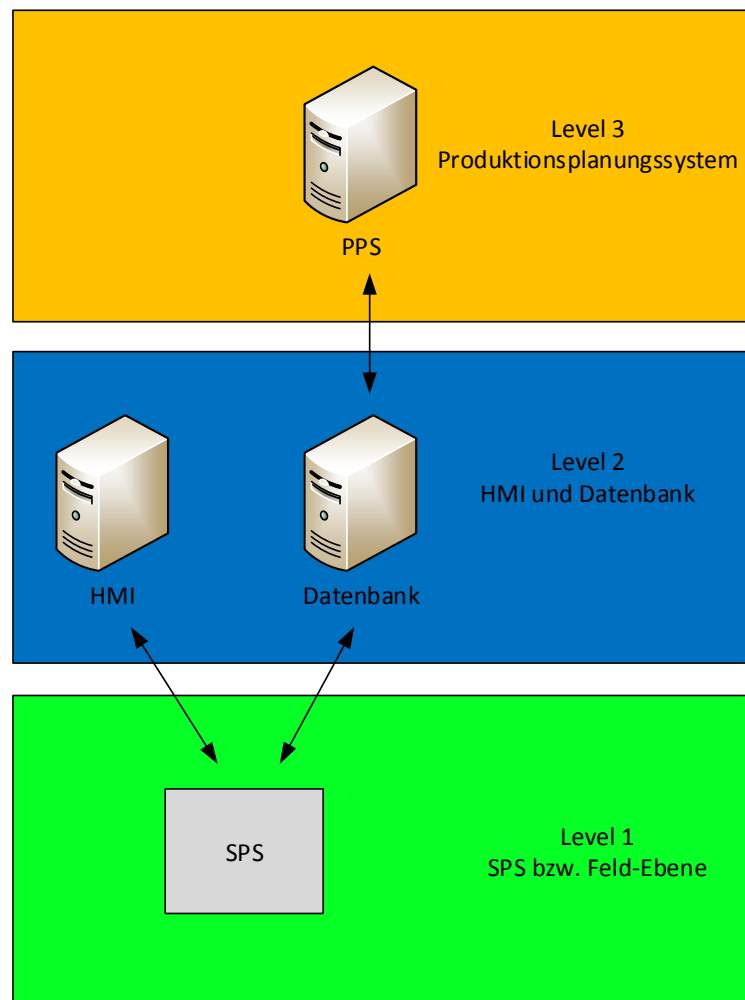 Level 3
Produktionsplanungssystem
PPS
Level 2
HMI und Datenbank
HMI
Datenbank
SPS
Level 1
SPS bzw. Feld-Ebene